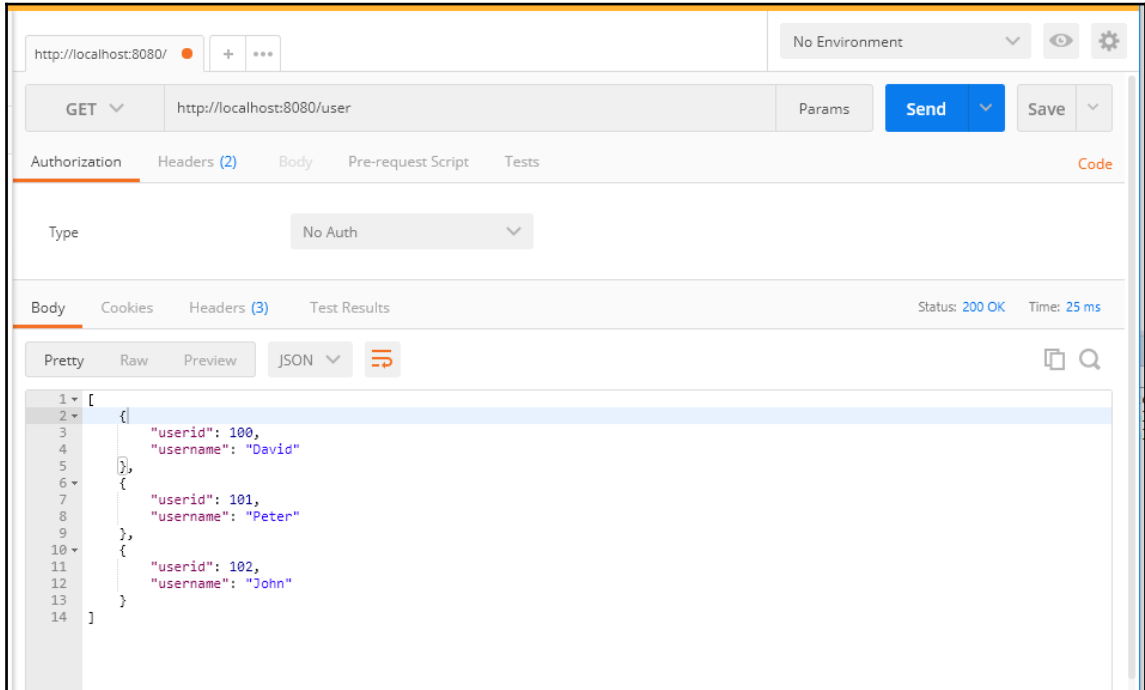 No Environment
http://localhost:8080/ + •••
GET http://localhost:8080/user Params Send Save
Authorization Headers (2) Body Pre-request Script Tests Code
Type No Auth
Body Cookies Headers (3) Test Results Status: 200 OK Time: 25 ms
Pretty Raw Preview JSON
1 [
2 {
3 "userid": 100,
4 "username": "David"
5 },
6 {
7 "userid": 101,
8 "username": "Peter"
9 },
10 {
11 "userid": 102,
12 "username": "John"
13 }
14 ]